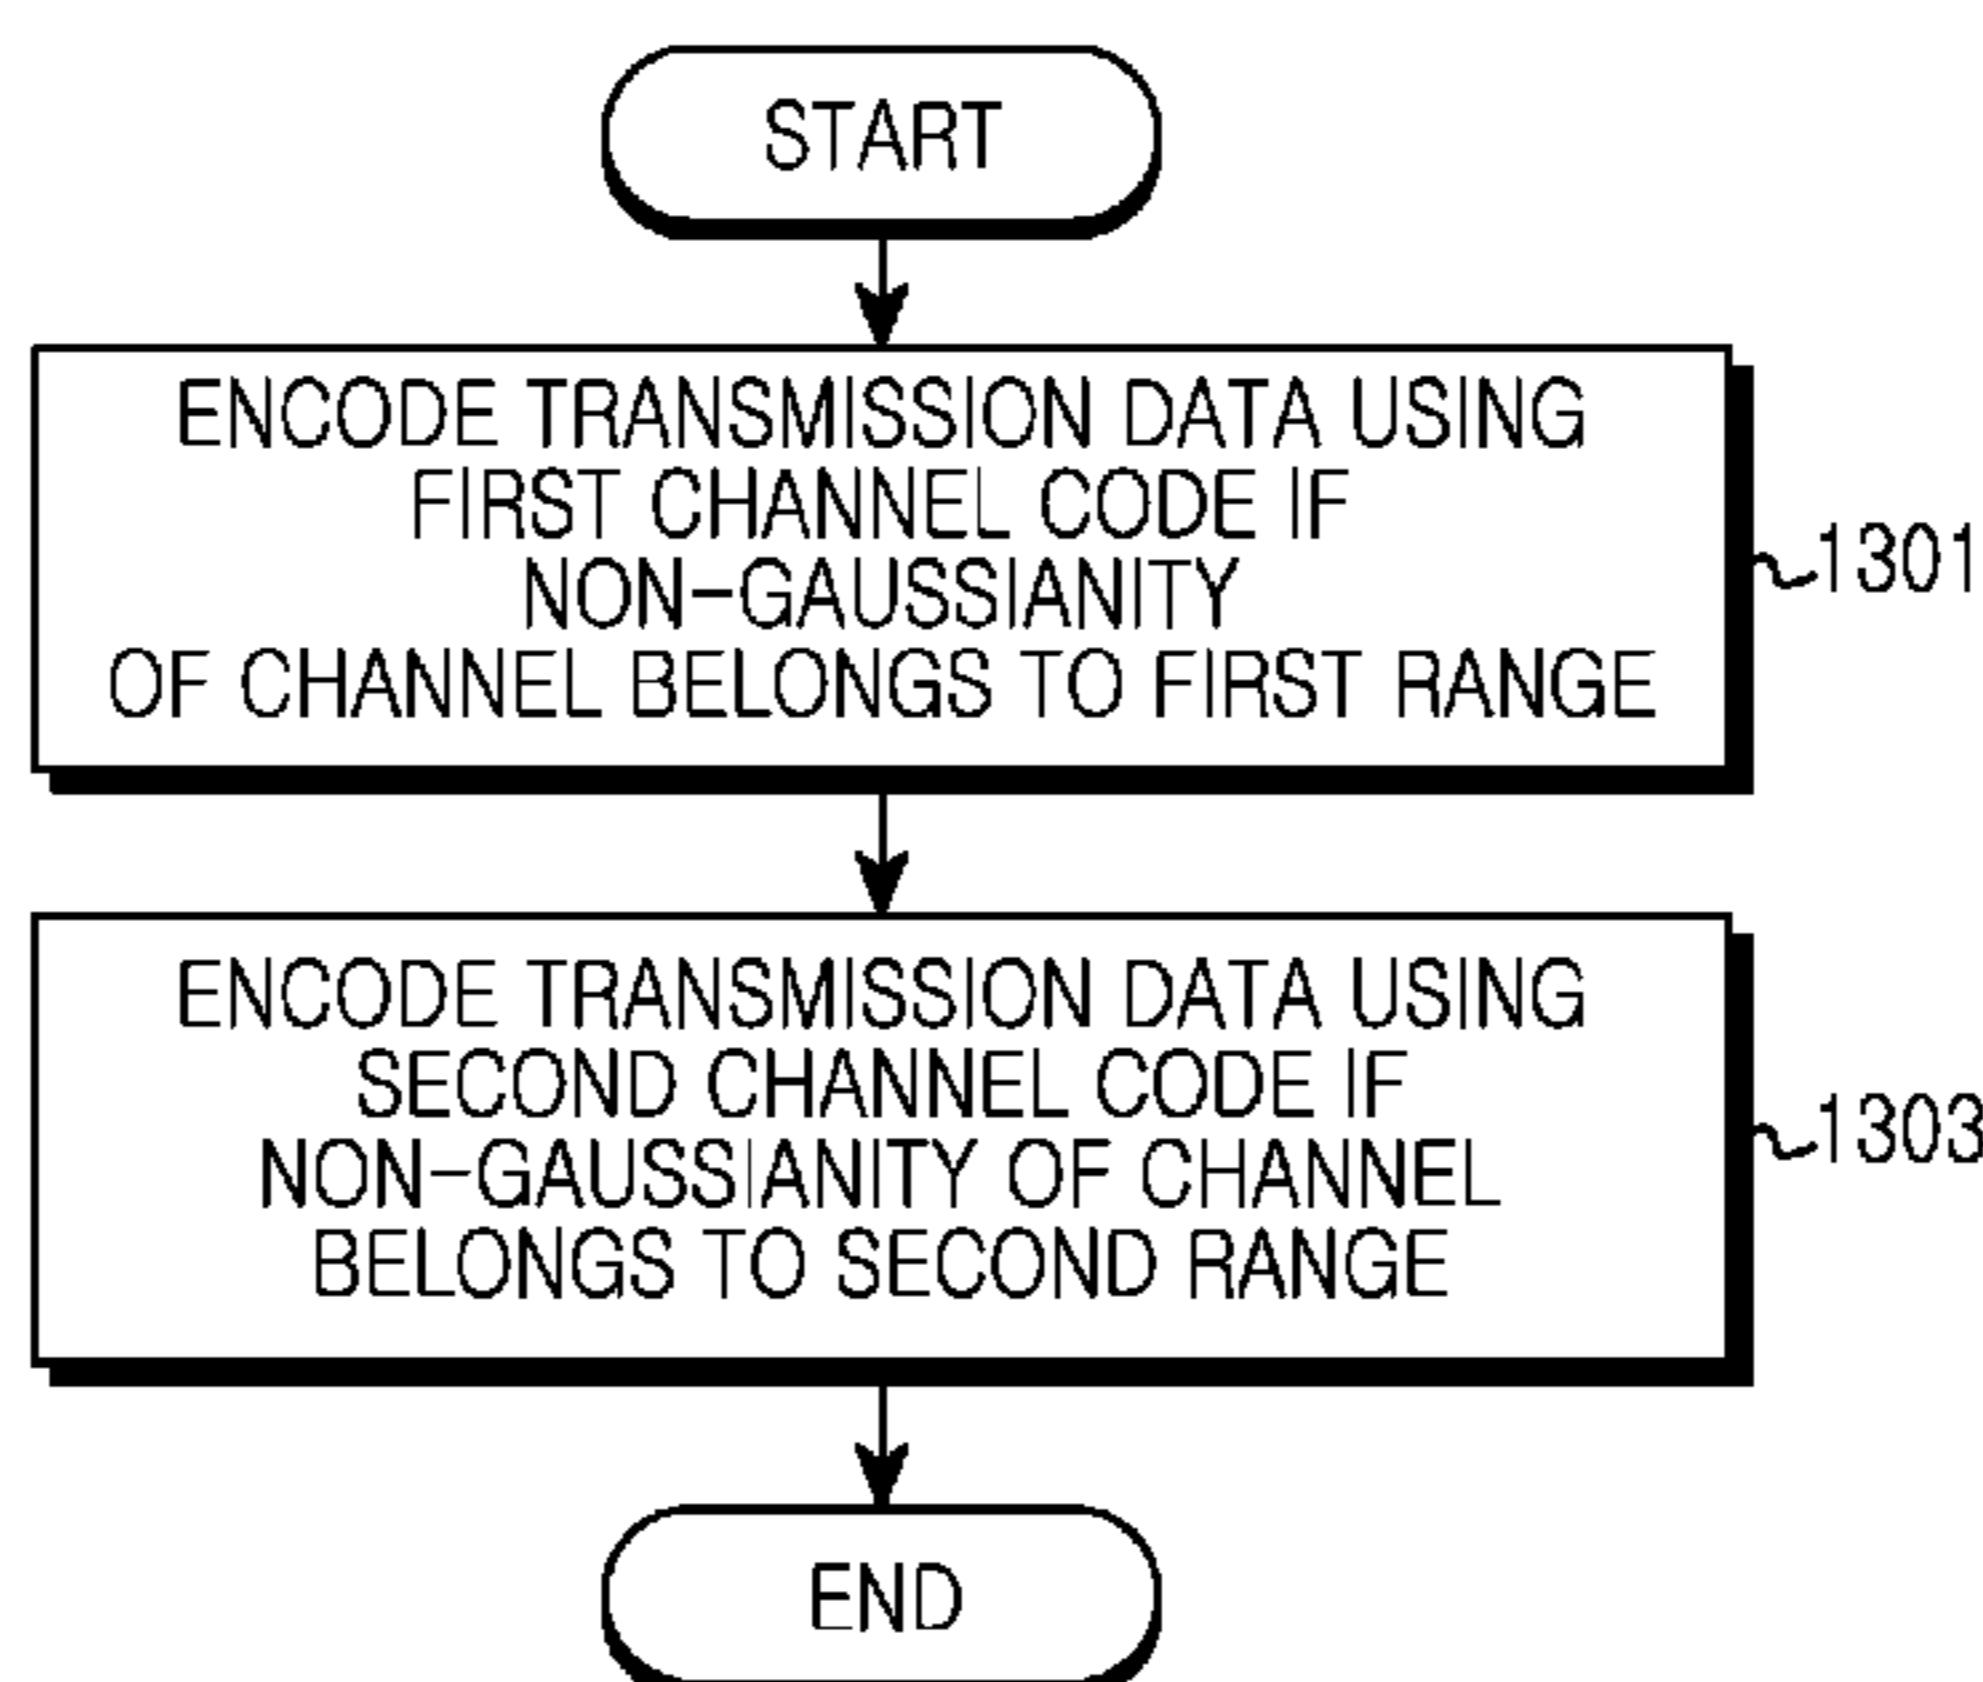 START
ENCODE TRANSMISSION DATA USING
FIRST CHANNEL CODE IF
NON-GAUSSIANITY
OF CHANNEL BELONGS TO FIRST RANGE
1301
ENCODE TRANSMISSION DATA USING
SECOND CHANNEL CODE IF
NON-GAUSSIANITY OF CHANNEL
BELONGS TO SECOND RANGE
1303
END